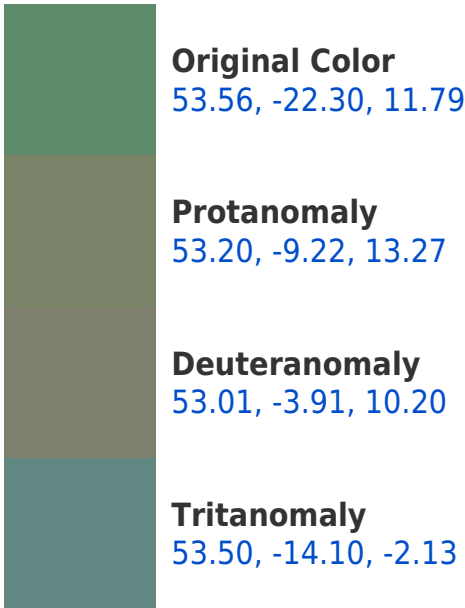 Original Color
53.56, -22.30, 11.79
Protanomaly
53.20, -9.22, 13.27
Deuteranomaly
53.01, -3.91, 10.20
Tritanomaly
53.50, -14.10, -2.13